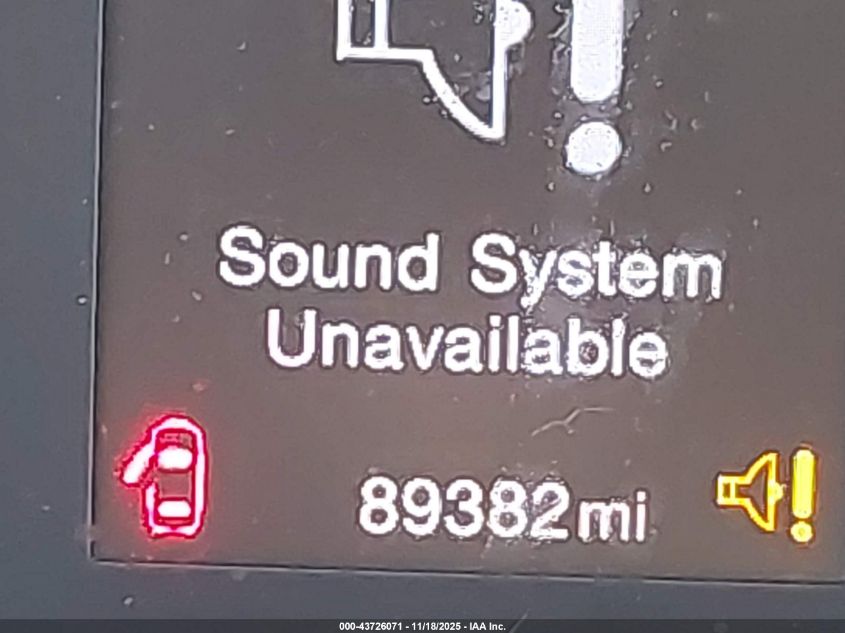 Sound System
Unavailable
89382mi
000-43726071 - 11/18/2025 - IAA Inc.